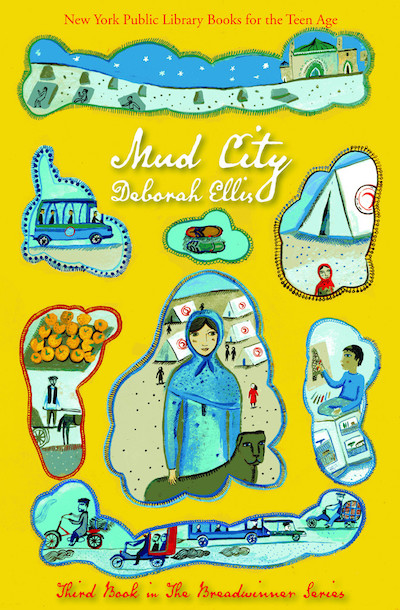 New York Public Library Books for the Teen Age
Mud City
Deborah Ellis
Third Book in The Breadwinner Series